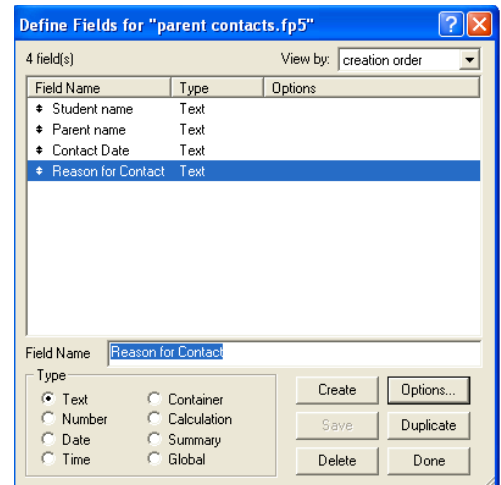 Define Fields for "parent contacts.fp5"
4 field(s) View by: creation order
Field Name Type Options
Student name Text
Parent name Text
Contact Date Text
Reason for Contact Text
Field Name Reason for Contact
Type
Text Container Create Options...
Number Calculation Save Duplicate
Date Summary
Time Global Delete Done